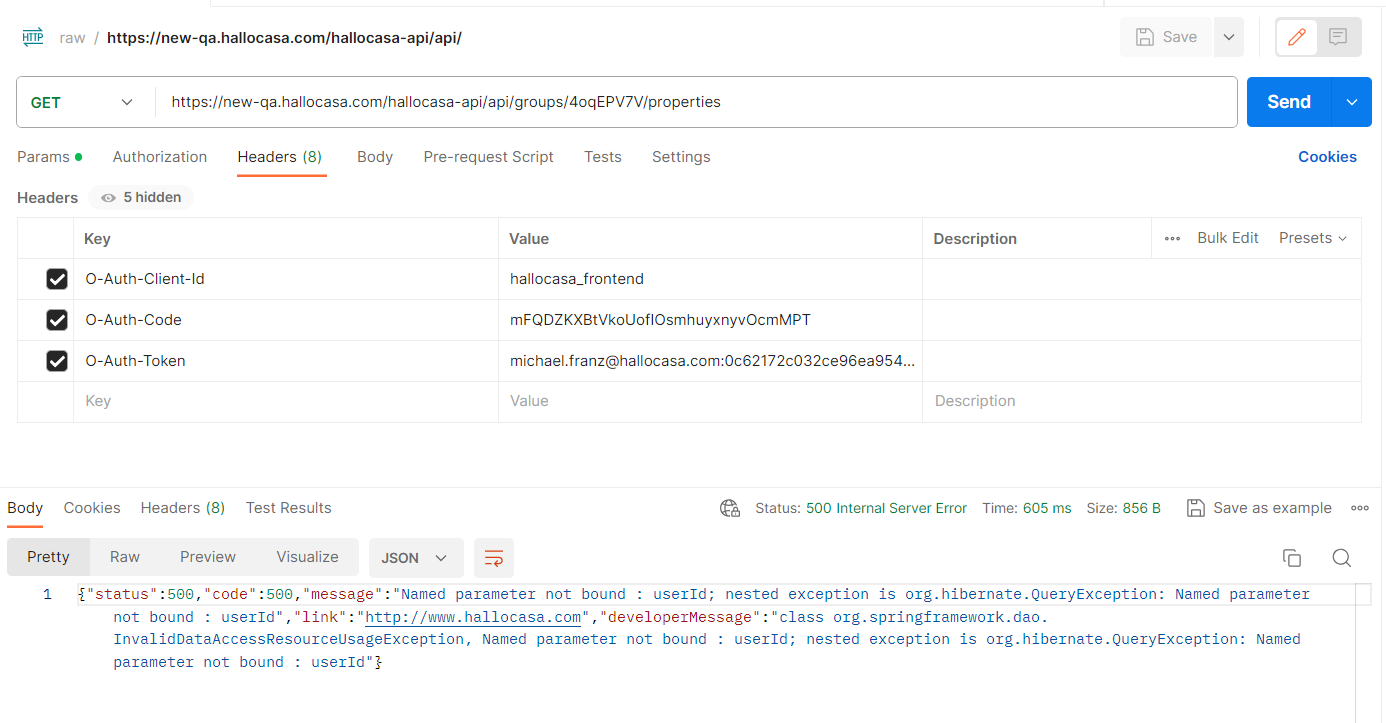 HTTP raw / https://new-qa.hallocasa.com/hallocasa-api/api/
Save
GET https://new-qa.hallocasa.com/hallocasa-api/api/groups/4oqEPV7V/properties Send
Params Authorization Headers (8) Body Pre-request Script Tests Settings Cookies
Headers 5 hidden
Key Value Description Bulk Edit Presets
O-Auth-Client-Id hallocasa_frontend
O-Auth-Code mFQDZKXBtVkoUofIOsmhuyxnyvOcmMPT
O-Auth-Token michael.franz@hallocasa.com:0c62172c032ce96ea954...
Key Value Description
Body Cookies Headers (8) Test Results Status: 500 Internal Server Error Time: 605 ms Size: 856 B Save as example
Pretty Raw Preview Visualize JSON
1 {"status":500,"code":500,"message":"Named parameter not bound : userId; nested exception is org.hibernate.QueryException: Named parameter
not bound : userId","link":"http://www.hallocasa.com","developerMessage":"class org.springframework.dao.
InvalidDataAccessResourceUsageException, Named parameter not bound : userId; nested exception is org.hibernate.QueryException: Named
parameter not bound : userId"}